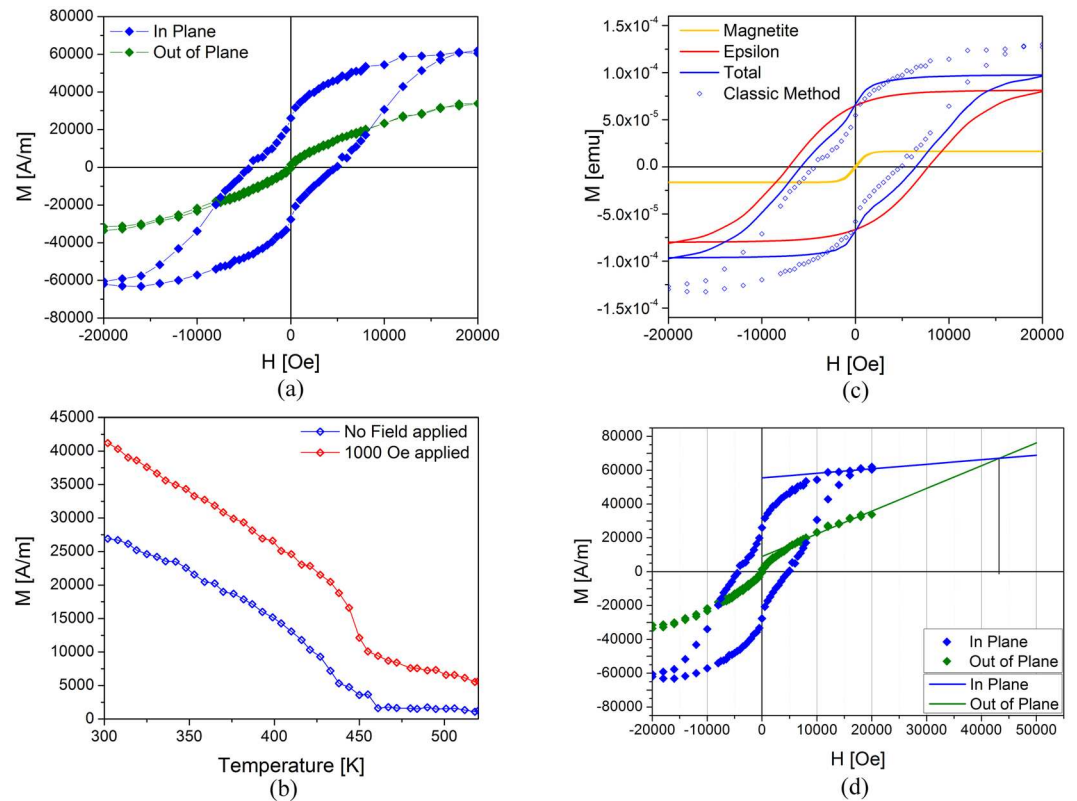 80000
60000
40000
20000
0
-20000
-40000
-60000
-80000
M [A/m]
In Plane
Out of Plane
-20000 -10000 0 10000 20000
H [Oe]
(a)
1.5x10⁻⁴
1.0x10⁻⁴
5.0x10⁻⁵
0.0
-5.0x10⁻⁵
-1.0x10⁻⁴
-1.5x10⁻⁴
M [emu]
Magnetite
Epsilon
Total
Classic Method
-20000 -10000 0 10000 20000
H [Oe]
(c)
45000
40000
35000
30000
25000
20000
15000
10000
5000
0
M [A/m]
No Field applied
1000 Oe applied
300 350 400 450 500
Temperature [K]
(b)
80000
60000
40000
20000
0
-20000
-40000
-60000
-80000
M [A/m]
In Plane
Out of Plane
In Plane
Out of Plane
-20000 -10000 0 10000 20000 30000 40000 50000
H [Oe]
(d)